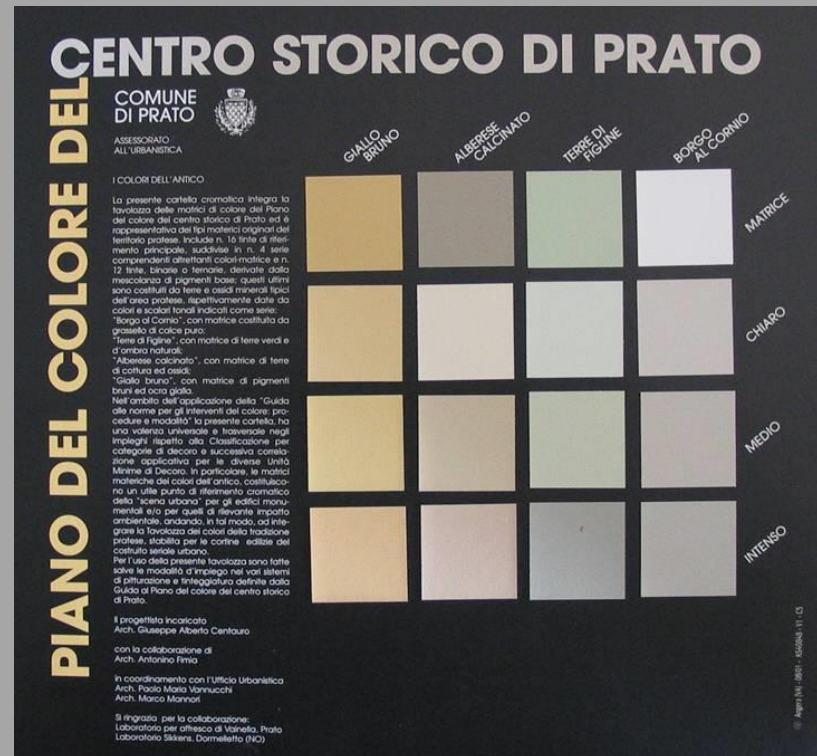 CENTRO STORICO DI PRATO
PIANO DEL COLORE DEL
COMUNE
DI PRATO
ASSESSORATO
ALL'URBANISTICA
I COLORI DELL'ANTICO
La presente cartella cromatica integra la
tavolozza delle matrici di colore del Piano
del colore del centro storico di Prato ed è
rappresentativa dei tipi materici originari del
territorio pratese. Include n. 16 tinte di riferi-
mento principale, suddivise in n. 4 serie
comprendenti altrettanti colori-matrice e n.
12 tinte, binarie o ternarie, derivate dalla
mescolanza di pigmenti base; questi ultimi
sono costituiti da terre e ossidi minerali tipici
dell'area pratese, rispettivamente date da
colori e scalari tonali indicati come serie:
"Borgo al Cornio", con matrice costituita da
grassello di calce puro;
"Terre di Figline", con matrice di terre verdi e
d'ombra naturali;
"Alberese calcinato", con matrice di terre
di cottura ed ossidi;
"Giallo bruno", con matrice di pigmenti
bruni ed ocra gialla.
Nell'ambito dell'applicazione della "Guida
alle norme per gli interventi del colore: pro-
cedure e modalità" la presente cartella, ha
una valenza universale e trasversale negli
impieghi rispetto alla Classificazione per
categorie di decoro e successiva correla-
zione applicativa per le diverse Unità
Minime di Decoro. In particolare, le matrici
materiche dei colori dell'antico, costituisco-
no un utile punto di riferimento cromatico
della "scena urbana" per gli edifici monu-
mentali e/o per quelli di rilevante impatto
ambientale, andando, in tal modo, ad inte-
grare la Tavolozza dei colori della tradizione
pratese, stabilita per le cortine edilizie del
costruito seriale urbano.
Per l'uso della presente tavolozza sono fatte
salve le modalità d'impiego nei vari sistemi
di pitturazione e tinteggiatura definite dalla
Guida al Piano del colore del centro storico
di Prato.
Il progettista incaricato
Arch. Giuseppe Alberto Centauro
con la collaborazione di
Arch. Antonino Fimia
in coordinamento con l'Ufficio Urbanistica
Arch. Paolo Maria Vannucchi
Arch. Marco Mannori
Si ringrazia per la collaborazione:
Laboratorio per affresco di Vainella, Prato
Laboratorio Sikkens, Dormelletto (NO)
GIALLO
BRUNO
ALBERESE
CALCINATO
TERRE DI
FIGLINE
BORGO
AL CORNIO
MATRICE
CHIARO
MEDIO
INTENSO